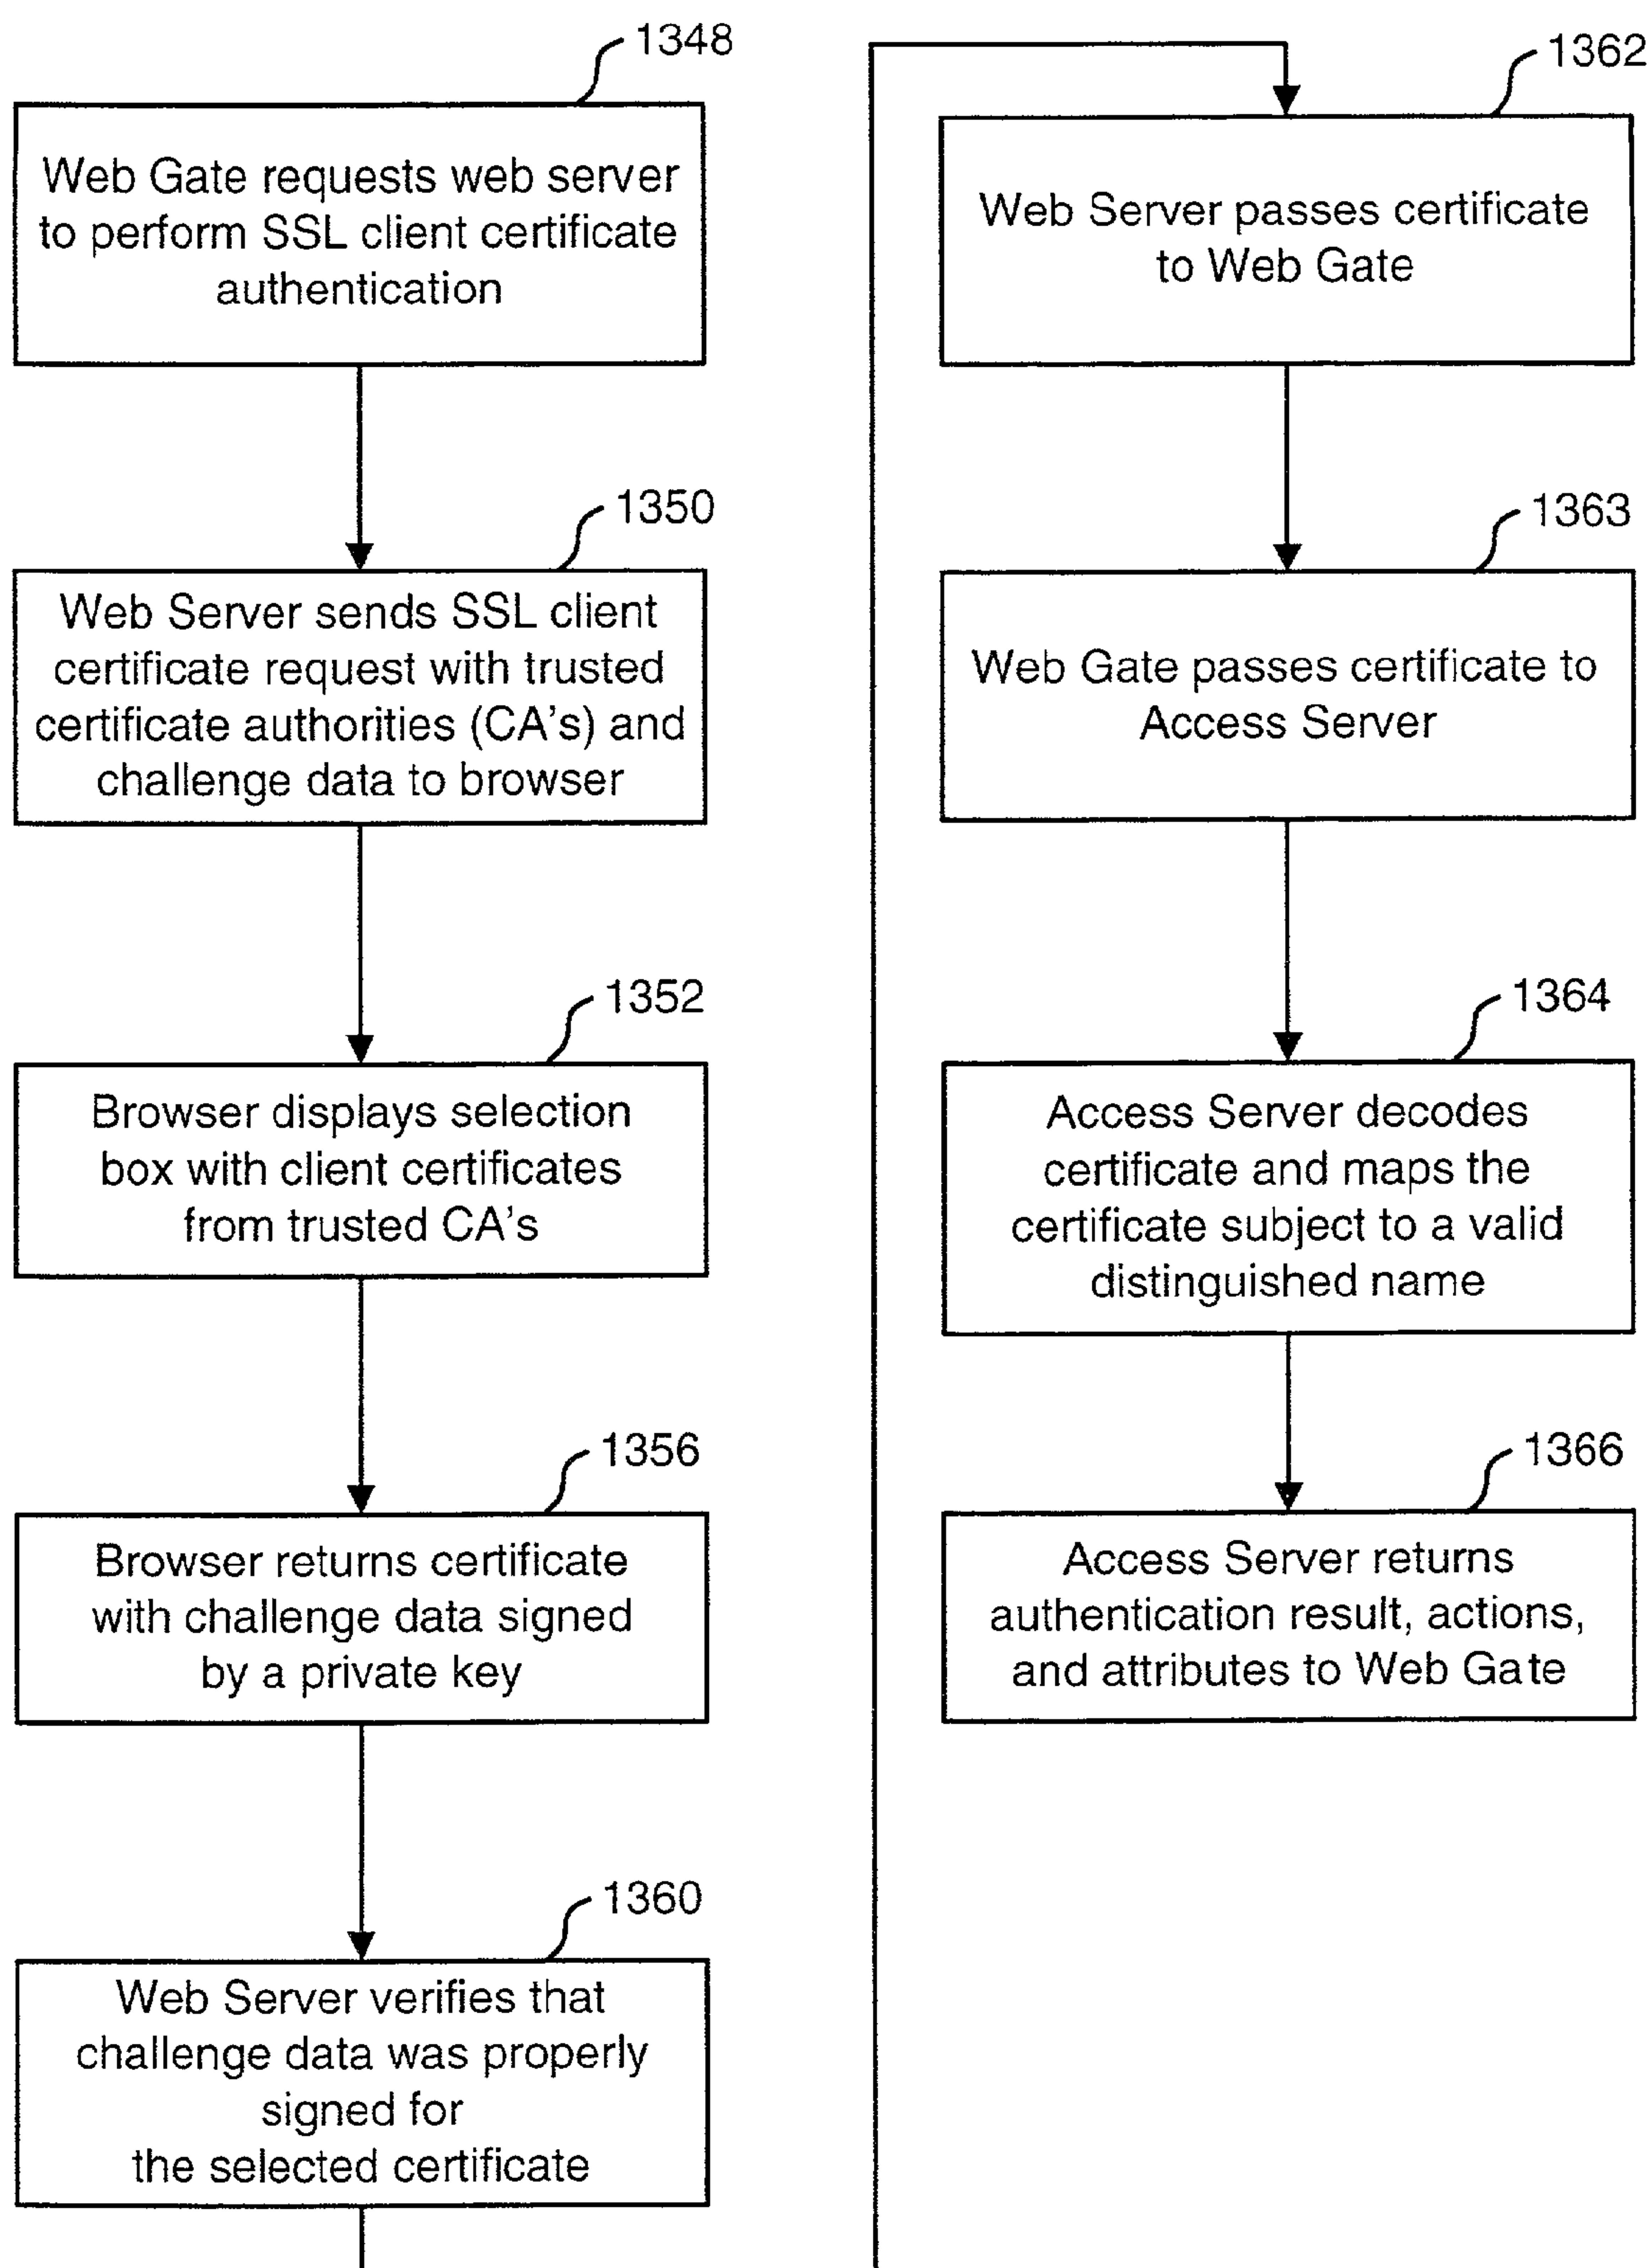 1348
Web Gate requests web server
to perform SSL client certificate
authentication
1350
Web Server sends SSL client
certificate request with trusted
certificate authorities (CA's) and
challenge data to browser
1352
Browser displays selection
box with client certificates
from trusted CA's
1356
Browser returns certificate
with challenge data signed
by a private key
1360
Web Server verifies that
challenge data was properly
signed for
the selected certificate
1362
Web Server passes certificate
to Web Gate
1363
Web Gate passes certificate to
Access Server
1364
Access Server decodes
certificate and maps the
certificate subject to a valid
distinguished name
1366
Access Server returns
authentication result, actions,
and attributes to Web Gate